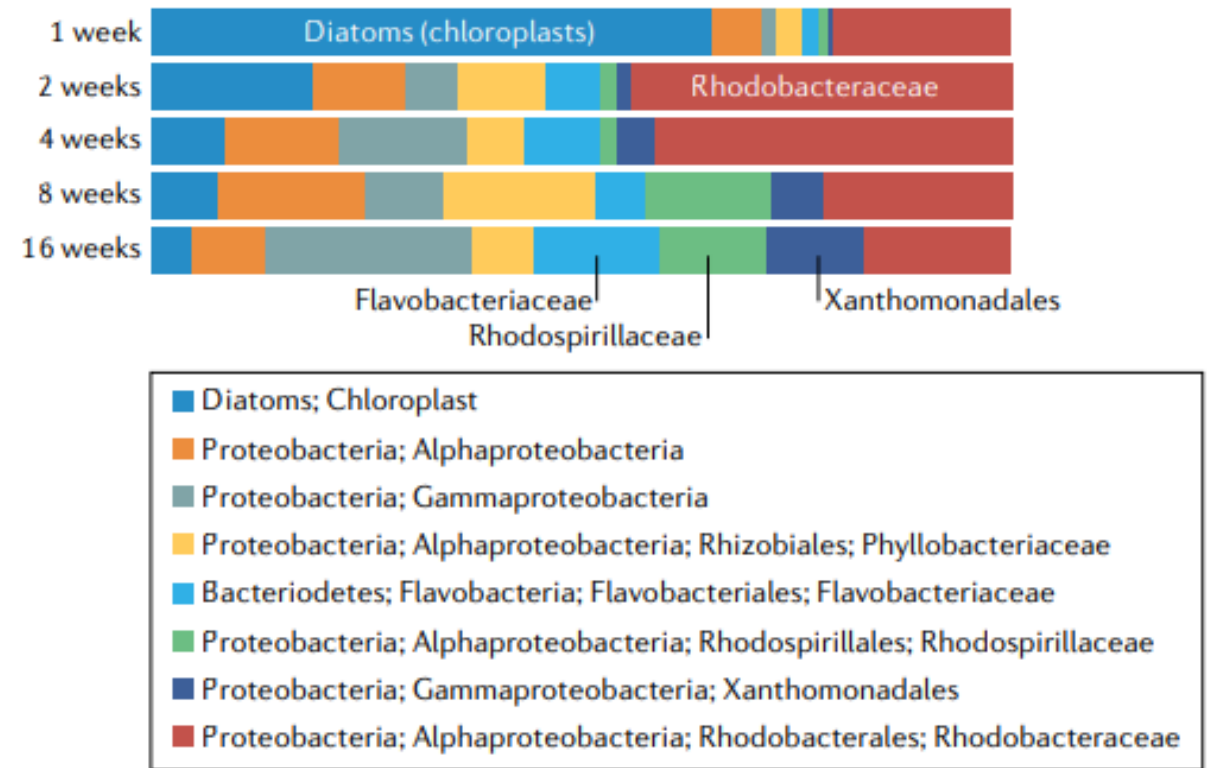 1 week
Diatoms (chloroplasts)
2 weeks
Rhodobacteraceae
4 weeks
8 weeks
16 weeks
Flavobacteriaceae
Xanthomonadales
Rhodospirillaceae
Diatoms; Chloroplast
Proteobacteria; Alphaproteobacteria
Proteobacteria; Gammaproteobacteria
Proteobacteria; Alphaproteobacteria; Rhizobiales; Phyllobacteriaceae
Bacteriodetes; Flavobacteria; Flavobacteriales; Flavobacteriaceae
Proteobacteria; Alphaproteobacteria; Rhodospirillales; Rhodospirillaceae
Proteobacteria; Gammaproteobacteria; Xanthomonadales
Proteobacteria; Alphaproteobacteria; Rhodobacterales; Rhodobacteraceae